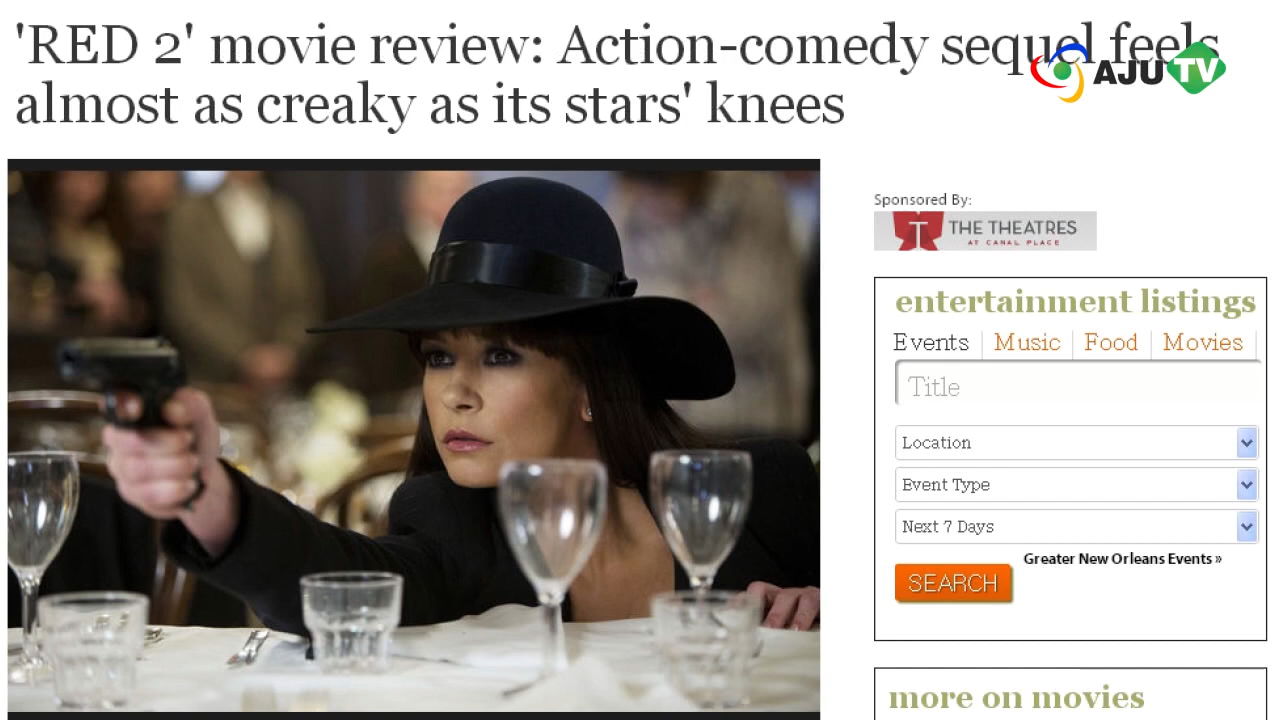 'RED 2' movie review: Action-comedy sequel feels
almost as creaky as its stars' knees
AJU TV
Sponsored By:
T THE THEATRES
AT CANAL PLACE
entertainment listings
Events Music Food Movies
Title
Location
Event Type
Next 7 Days
Greater New Orleans Events »
SEARCH
more on movies